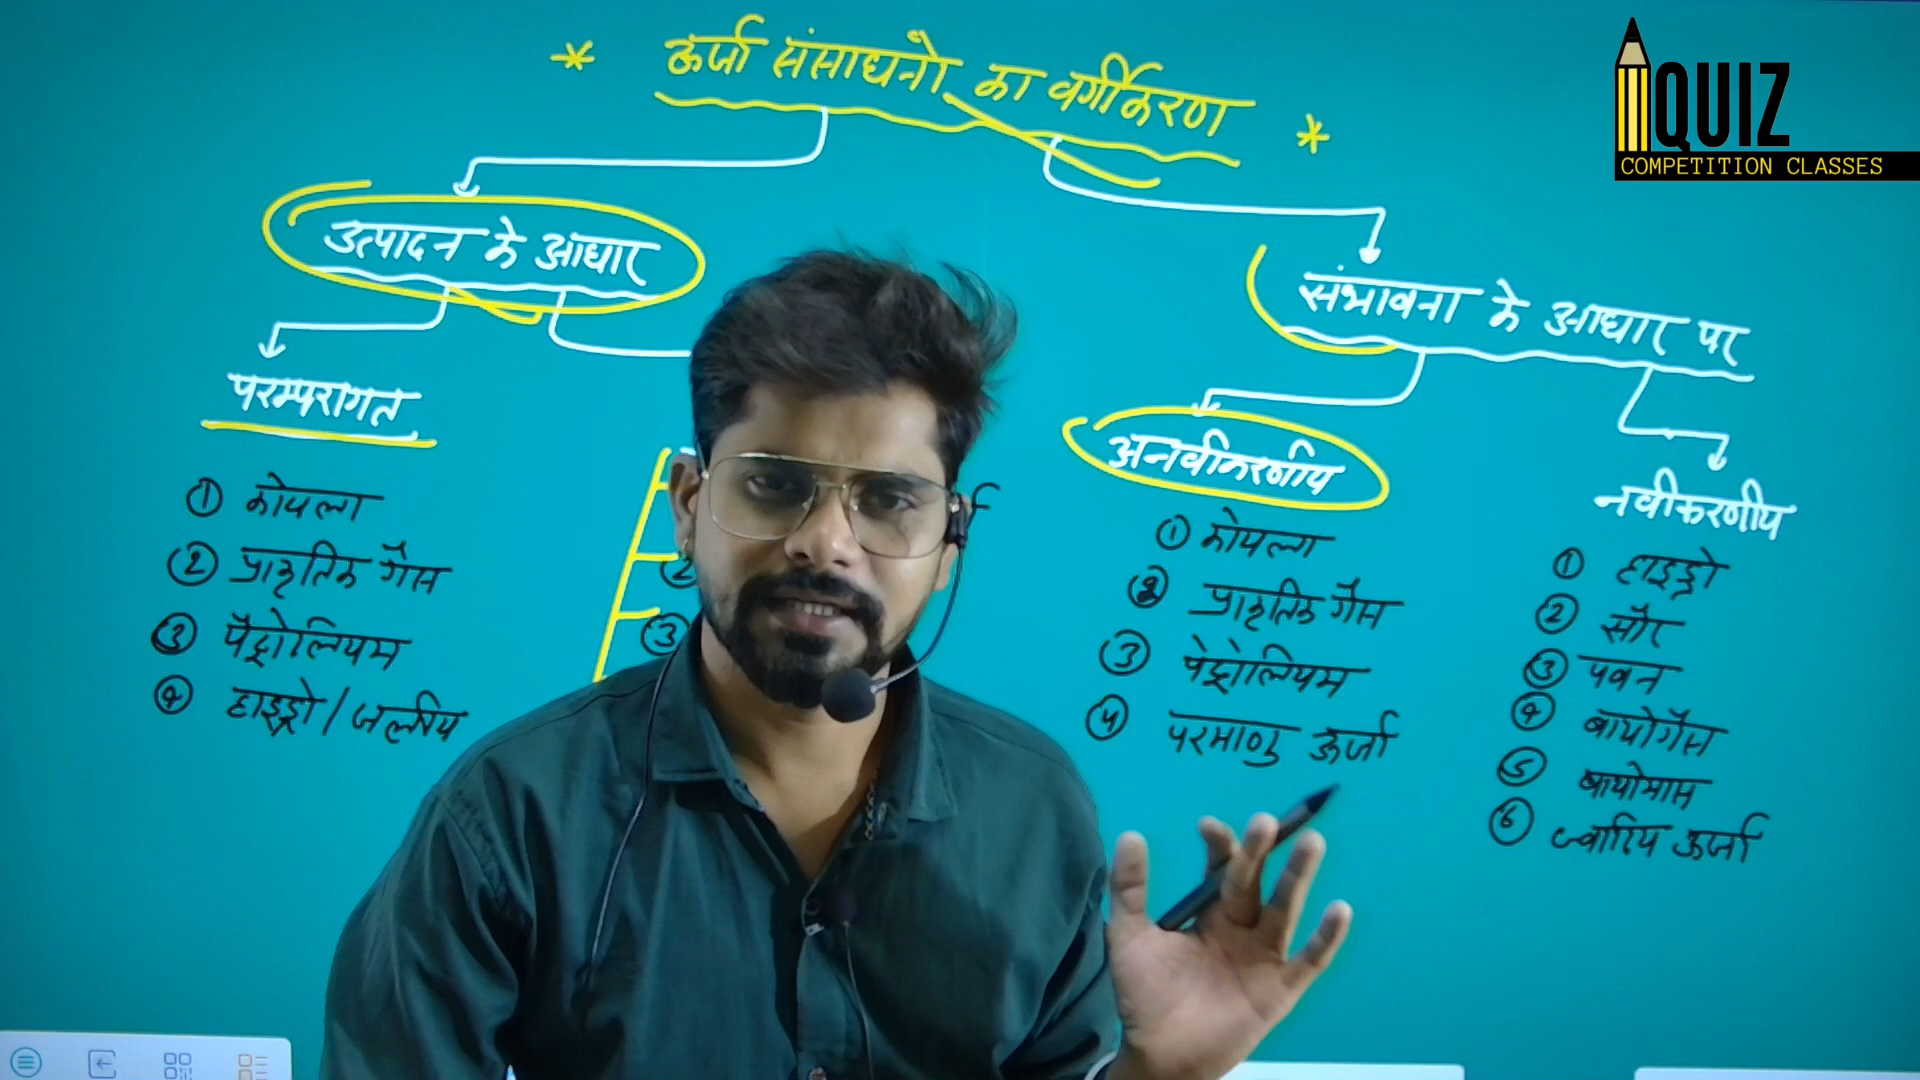 * ऊर्जा संसाधनों का वर्गीकरण *
QUIZ
COMPETITION CLASSES
उत्पादन के आधार
संभावना के आधार पर
परम्परागत
① कोयला
② प्राकृतिक गैस
③ पैट्रोलियम
④ हाइड्रो / जलीय
②
③
अनवीकरणीय
① कोयला
② प्राकृतिक गैस
③ पेट्रोलियम
④ परमाणु ऊर्जा
नवीकरणीय
① हाइड्रो
② सौर
③ पवन
④ बायोगैस
⑤ बायोमास
⑥ ज्वारिय ऊर्जा